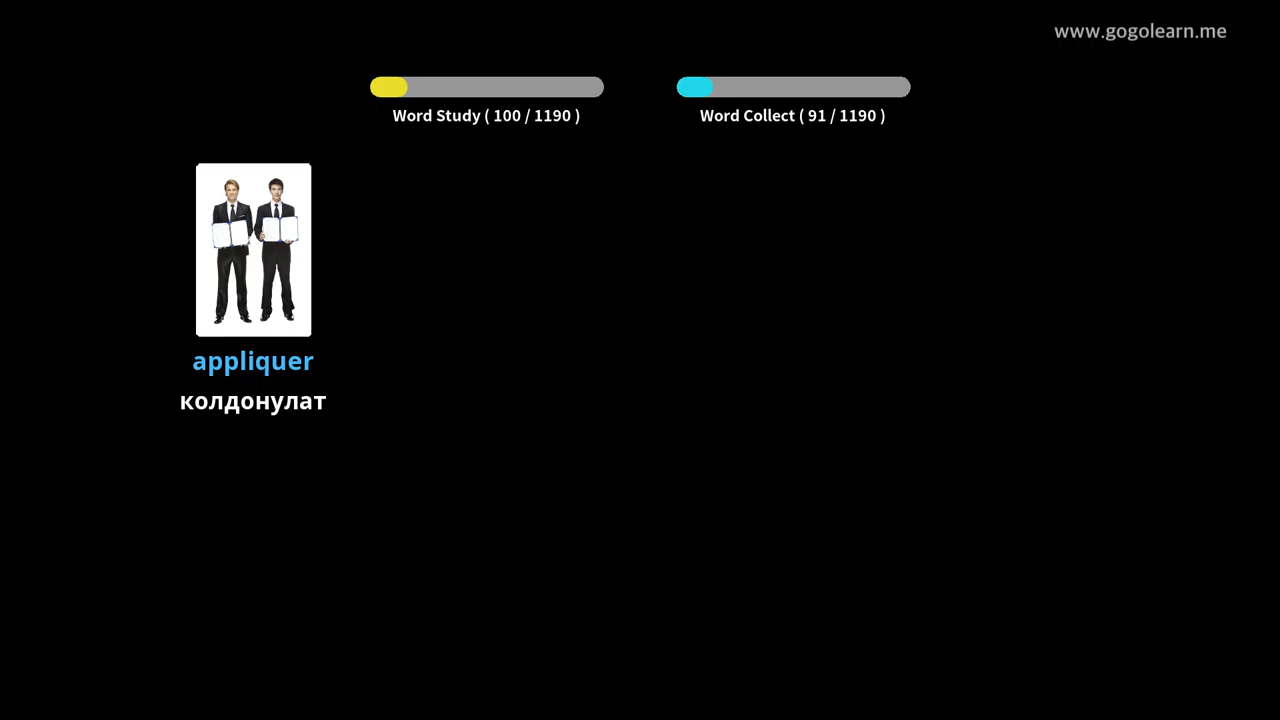 www.gogolearn.me
Word Study ( 100 / 1190 )
Word Collect ( 91 / 1190 )
appliquer
колдонулат